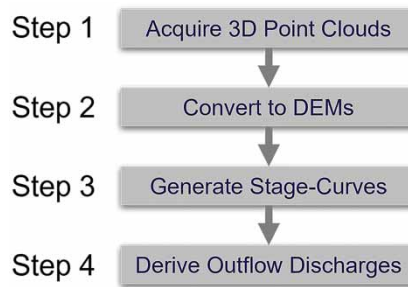 Step 1 Acquire 3D Point Clouds
Step 2 Convert to DEMs
Step 3 Generate Stage-Curves
Step 4 Derive Outflow Discharges